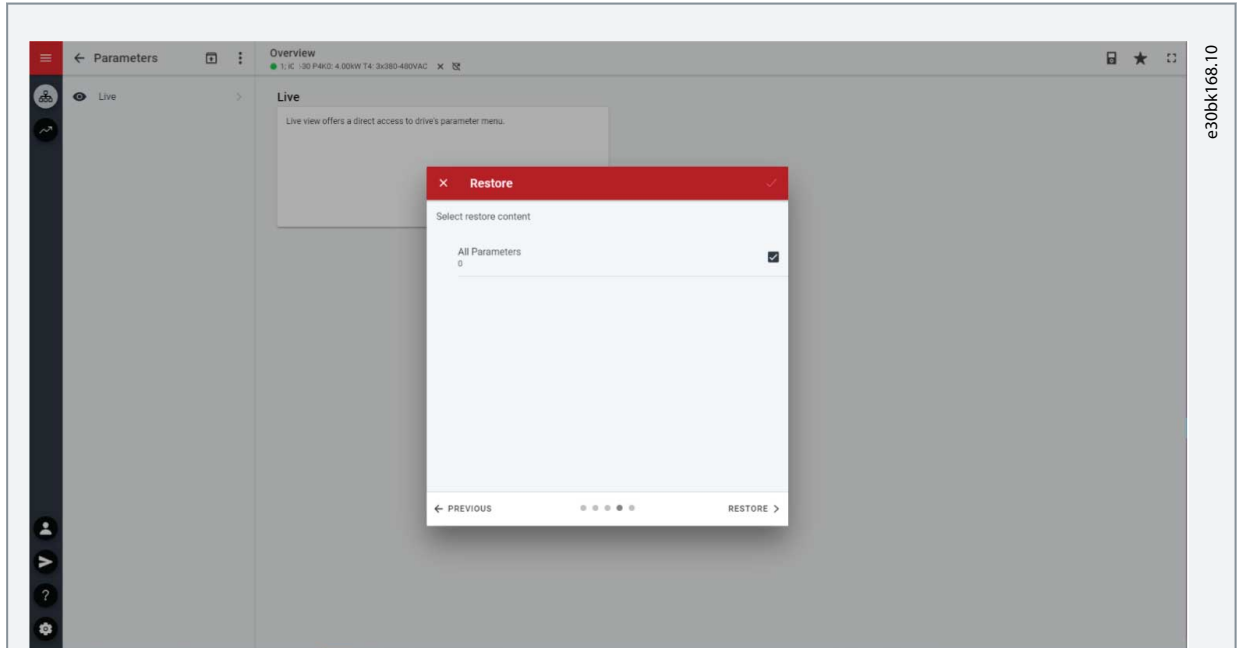 Parameters
Overview
1: iC -30 P4K0: 4.00kW T4: 3x380-480VAC
Live
Live
Live view offers a direct access to drive's parameter menu.
Restore
Select restore content
All Parameters
0
PREVIOUS
RESTORE
?
e30bk168.10